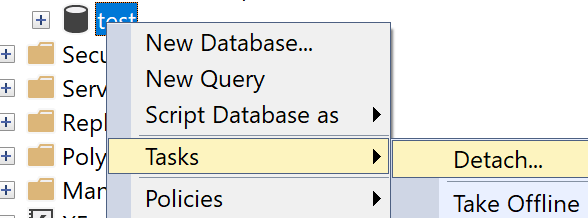 test
New Database...
Secu
New Query
Serv
Script Database as
Repl
Tasks
Detach...
Poly
Man
Policies
Take Offline